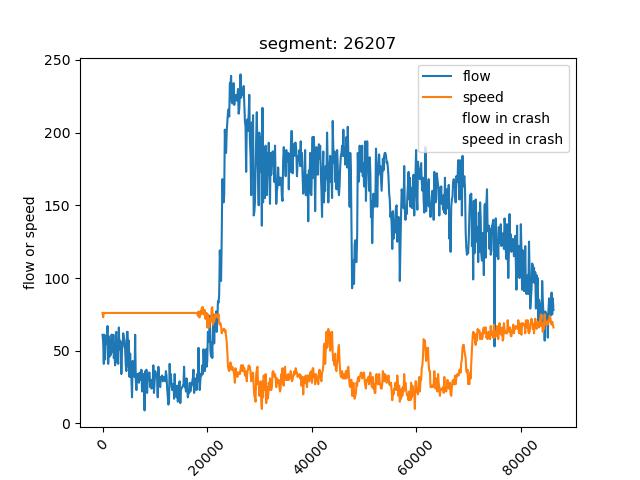 segment: 26207
250
200
150
100
50
0
flow or speed
flow
speed
flow in crash
speed in crash
0
20000
40000
60000
80000